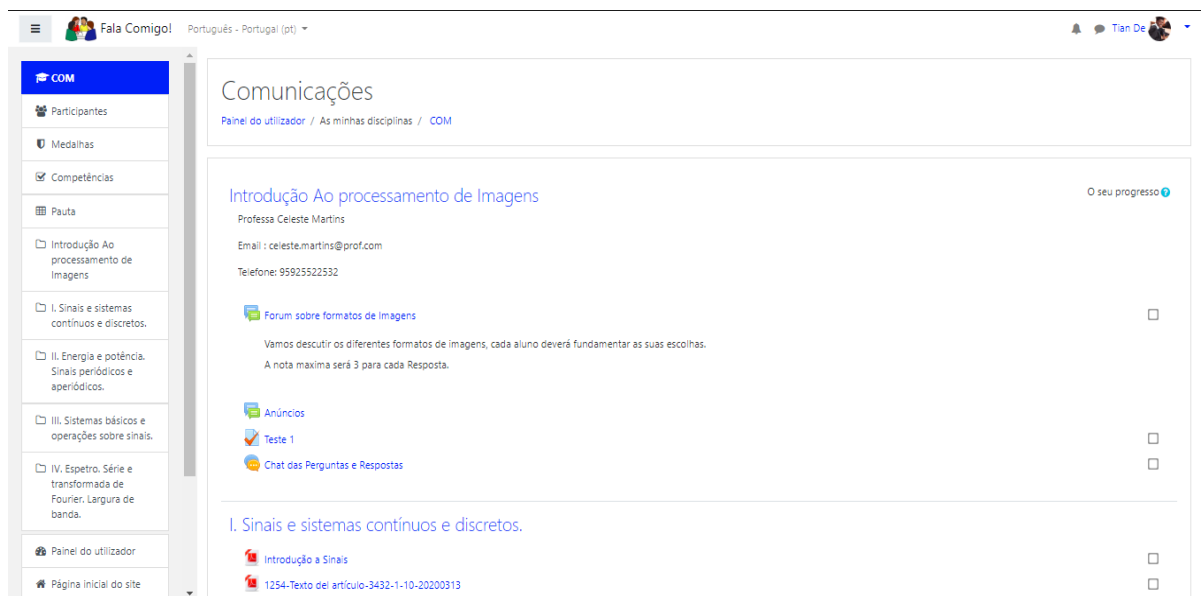 Fala Comigo! Português - Portugal (pt) Tian De
COM
Participantes
Medalhas
Competências
Pauta
Introdução Ao
processamento de
Imagens
I. Sinais e sistemas
contínuos e discretos.
II. Energia e potência.
Sinais periódicos e
aperiódicos.
III. Sistemas básicos e
operações sobre sinais.
IV. Espetro. Série e
transformada de
Fourier. Largura de
banda.
Painel do utilizador
Página inicial do site
Comunicações
Painel do utilizador / As minhas disciplinas / COM
Introdução Ao processamento de Imagens
O seu progresso
Professa Celeste Martins
Email : celeste.martins@prof.com
Telefone: 95925522532
Forum sobre formatos de Imagens
Vamos descutir os diferentes formatos de imagens, cada aluno deverá fundamentar as suas escolhas.
A nota maxima será 3 para cada Resposta.
Anúncios
Teste 1
Chat das Perguntas e Respostas
I. Sinais e sistemas contínuos e discretos.
Introdução a Sinais
1254-Texto del artículo-3432-1-10-20200313